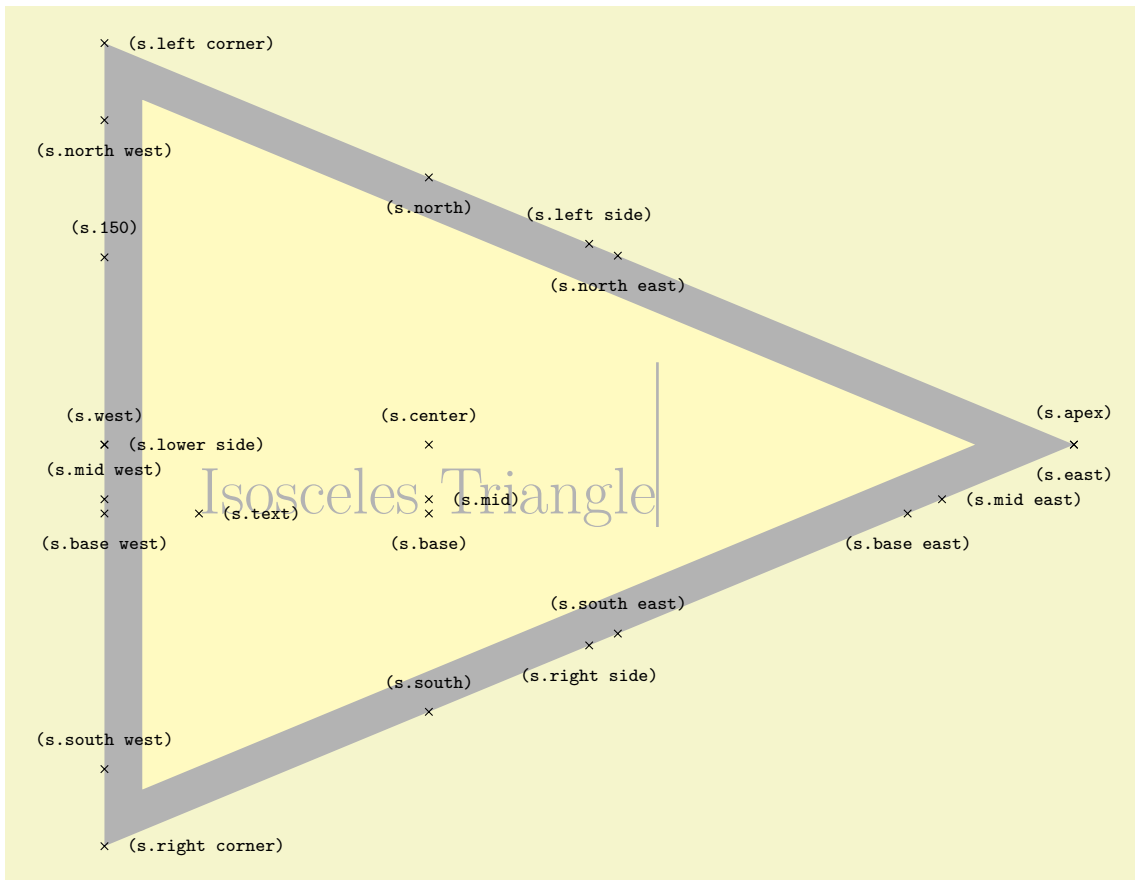 (s.left corner)
(s.north west)
(s.north)
(s.left side)
(s.150)
(s.north east)
(s.apex)
(s.west)
(s.center)
(s.lower side)
(s.mid west)
(s.east)
Isosceles Triangle
(s.mid)
(s.mid east)
(s.text)
(s.base west)
(s.base)
(s.base east)
(s.south east)
(s.right side)
(s.south)
(s.south west)
(s.right corner)